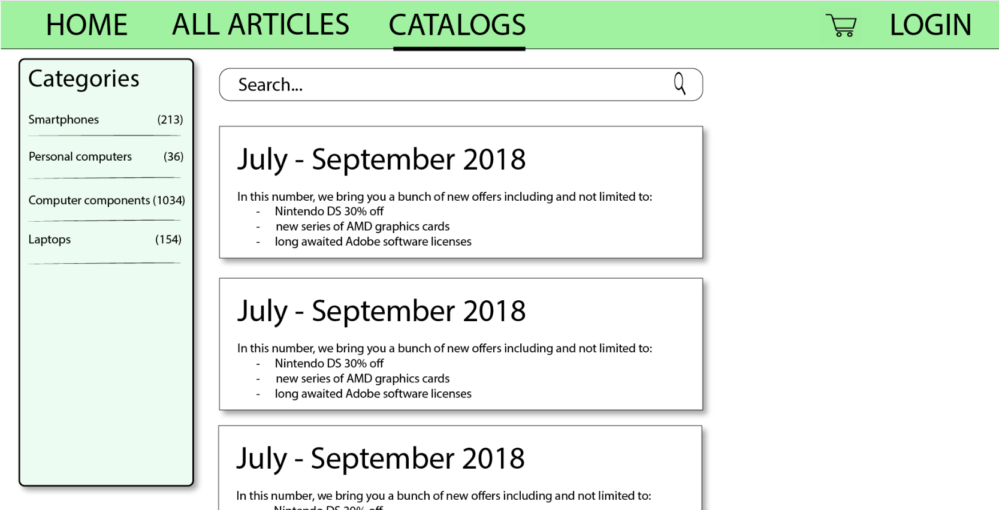 HOME ALL ARTICLES CATALOGS LOGIN
Categories
Smartphones (213)
Personal computers (36)
Computer components (1034)
Laptops (154)
Search...
July - September 2018
In this number, we bring you a bunch of new offers including and not limited to:
- Nintendo DS 30% off
- new series of AMD graphics cards
- long awaited Adobe software licenses
July - September 2018
In this number, we bring you a bunch of new offers including and not limited to:
- Nintendo DS 30% off
- new series of AMD graphics cards
- long awaited Adobe software licenses
July - September 2018
In this number, we bring you a bunch of new offers including and not limited to:
Nintendo DS 30% off